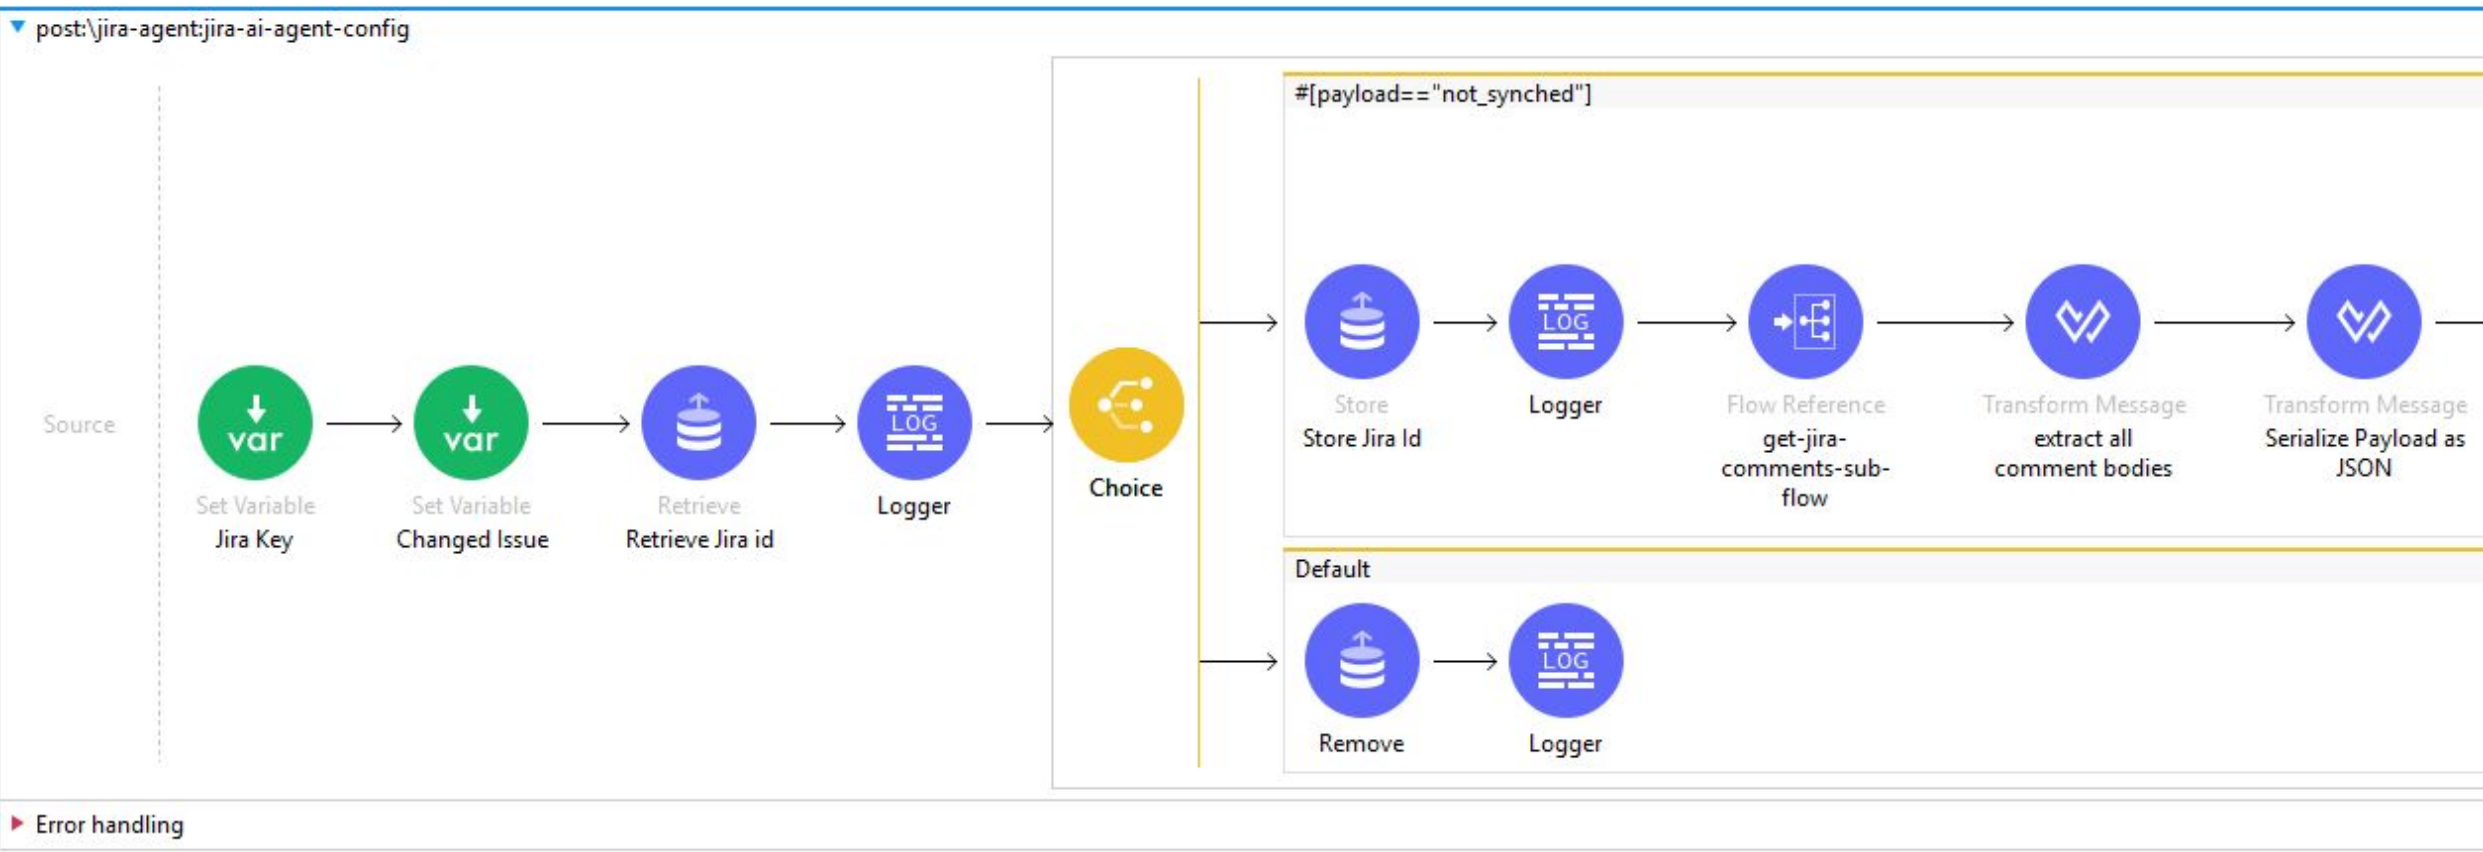 post:\jira-agent:jira-ai-agent-config
#[payload=="not_synched"]
Source
var
Set Variable
Jira Key
var
Set Variable
Changed Issue
Retrieve
Retrieve Jira id
LOG
Logger
Choice
Store
Store Jira Id
LOG
Logger
Flow Reference
get-jira-
comments-sub-
flow
Transform Message
extract all
comment bodies
Transform Message
Serialize Payload as
JSON
Default
Remove
LOG
Logger
Error handling